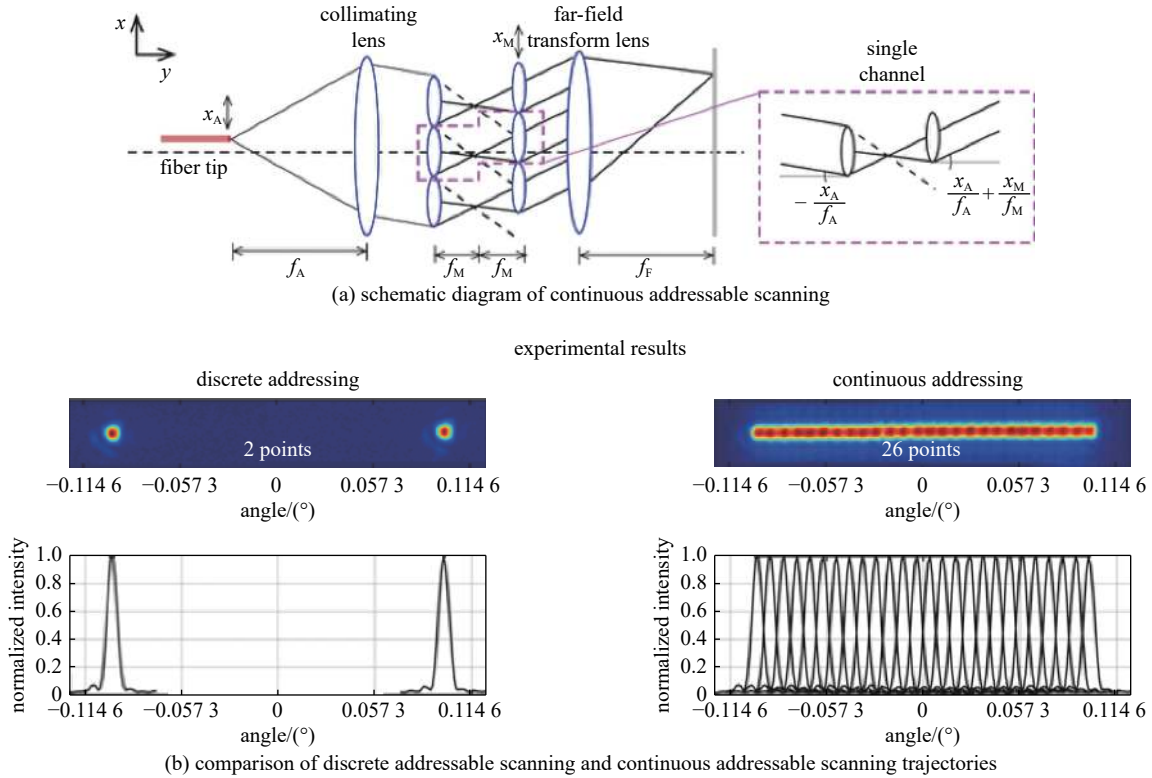 x
y
collimating
lens
x_M
far-field
transform lens
single
channel
x_A
fiber tip
− x_A/f_A
x_A/f_A + x_M/f_M
f_A
f_M
f_M
f_F
(a) schematic diagram of continuous addressable scanning
experimental results
discrete addressing
2 points
−0.114 6 −0.057 3 0 0.057 3 0.114 6
angle/(°)
continuous addressing
26 points
−0.114 6 −0.057 3 0 0.057 3 0.114 6
angle/(°)
normalized intensity
1.0
0.8
0.6
0.4
0.2
0
−0.114 6 −0.057 3 0 0.057 3 0.114 6
angle/(°)
normalized intensity
1.0
0.8
0.6
0.4
0.2
0
−0.114 6 −0.057 3 0 0.057 3 0.114 6
angle/(°)
(b) comparison of discrete addressable scanning and continuous addressable scanning trajectories